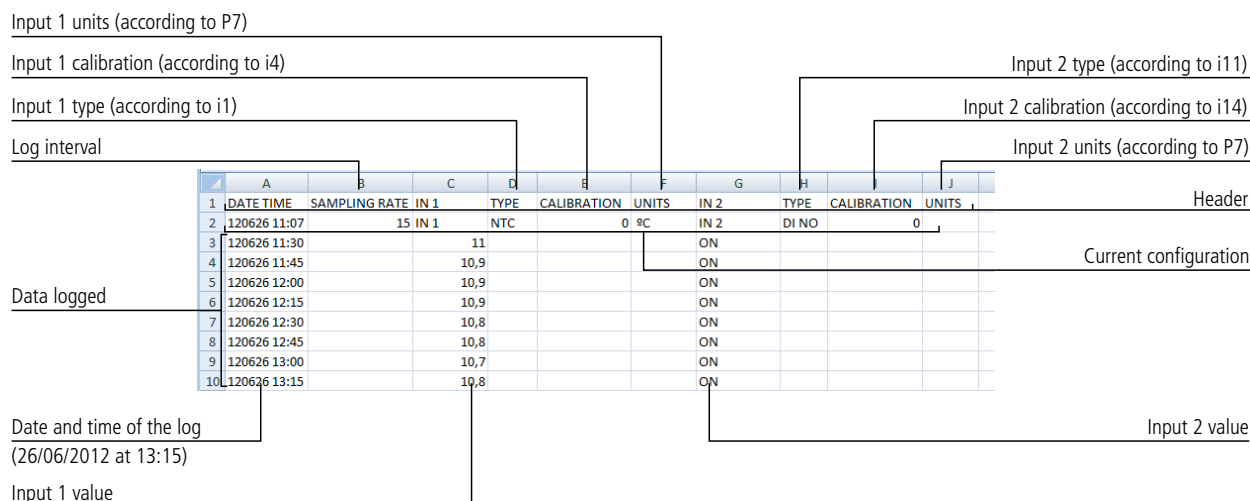 Input 1 units (according to P7)
Input 1 calibration (according to i4)
Input 2 type (according to i11)
Input 1 type (according to i1)
Input 2 calibration (according to i14)
Log interval
Input 2 units (according to P7)
A B C D E F G H I J
1 DATE TIME SAMPLING RATE IN 1 TYPE CALIBRATION UNITS IN 2 TYPE CALIBRATION UNITS
Header
2 120626 11:07 15 IN 1 NTC 0 ºC IN 2 DI NO 0
3 120626 11:30 11 ON
4 120626 11:45 10,9 ON
Current configuration
5 120626 12:00 10,9 ON
6 120626 12:15 10,9 ON
Data logged
7 120626 12:30 10,8 ON
8 120626 12:45 10,8 ON
9 120626 13:00 10,7 ON
10 120626 13:15 10,8 ON
Date and time of the log
(26/06/2012 at 13:15)
Input 2 value
Input 1 value